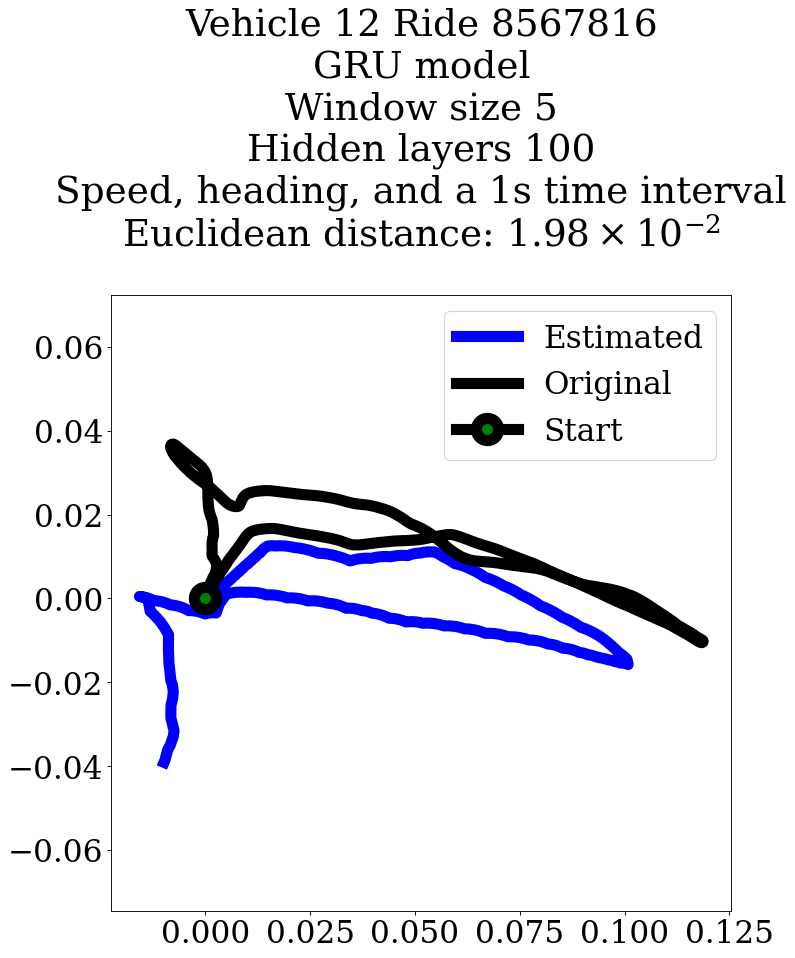 Vehicle 12 Ride 8567816
GRU model
Window size 5
Hidden layers 100
Speed, heading, and a 1s time interval
Euclidean distance: 1.98 × 10⁻²
Estimated
Original
Start
0.06
0.04
0.02
0.00
−0.02
−0.04
−0.06
0.000 0.025 0.050 0.075 0.100 0.125